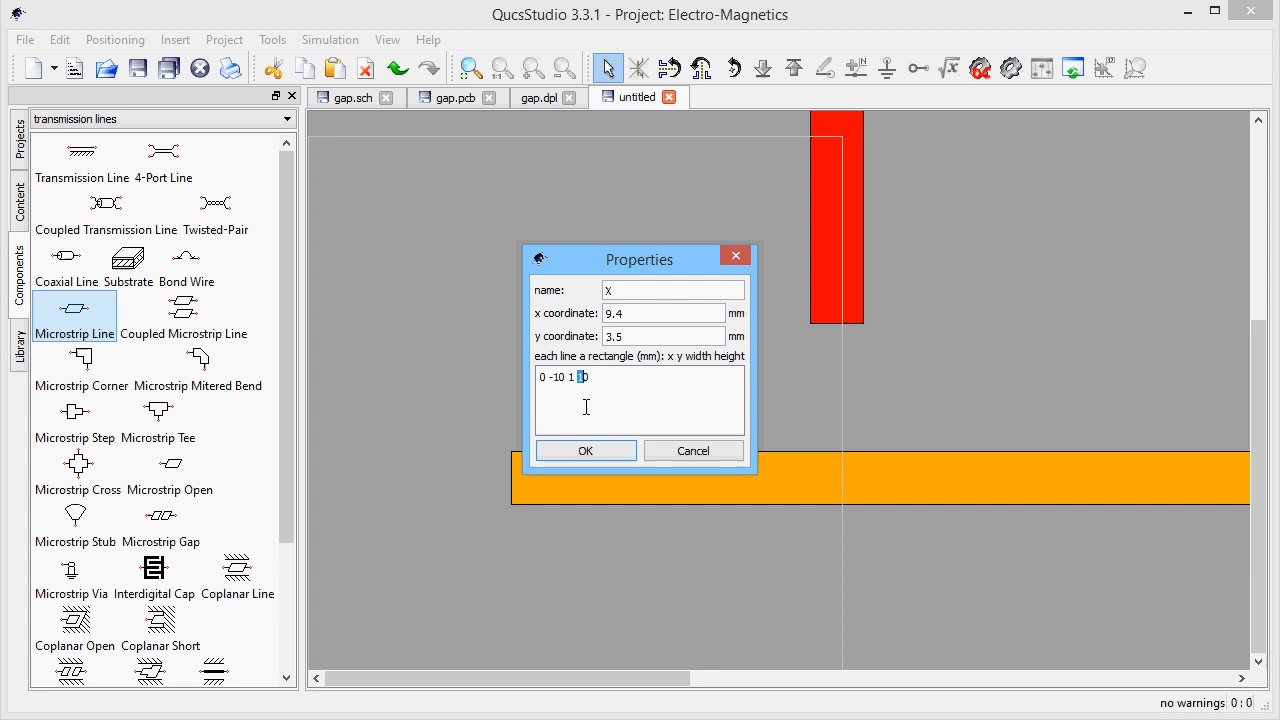 QucsStudio 3.3.1 - Project: Electro-Magnetics
File Edit Positioning Insert Project Tools Simulation View Help
gap.sch gap.pcb gap.dpl untitled
Projects
Content
Components
Library
transmission lines
Transmission Line 4-Port Line
Coupled Transmission Line Twisted-Pair
Coaxial Line Substrate Bond Wire
Microstrip Line Coupled Microstrip Line
Microstrip Corner Microstrip Mitered Bend
Microstrip Step Microstrip Tee
Microstrip Cross Microstrip Open
Microstrip Stub Microstrip Gap
Microstrip Via Interdigital Cap Coplanar Line
Coplanar Open Coplanar Short
Properties
name: X
x coordinate: 9.4 mm
y coordinate: 3.5 mm
each line a rectangle (mm): x y width height
0 -10 1 10
OK Cancel
no warnings 0 : 0